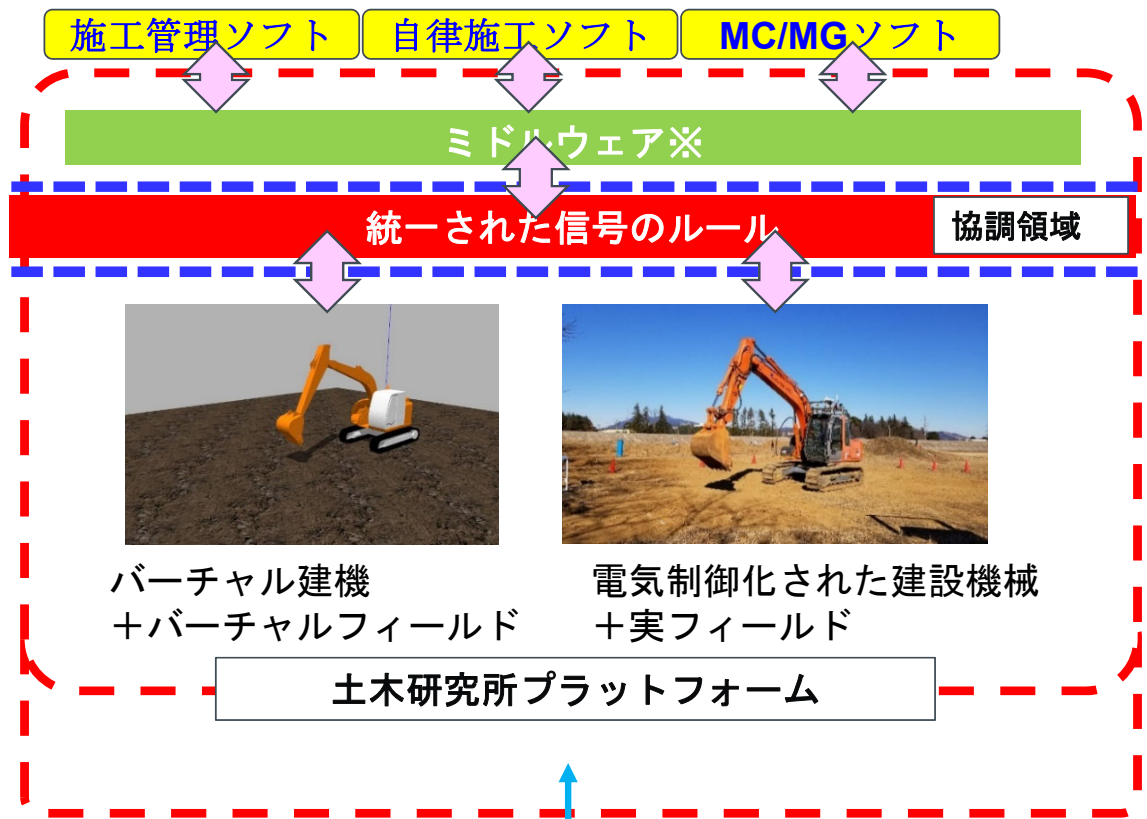 施工管理ソフト
自律施工ソフト
MC/MGソフト
ミドルウェア※
統一された信号のルール
協調領域
バーチャル建機
＋バーチャルフィールド
電気制御化された建設機械
＋実フィールド
土木研究所プラットフォーム